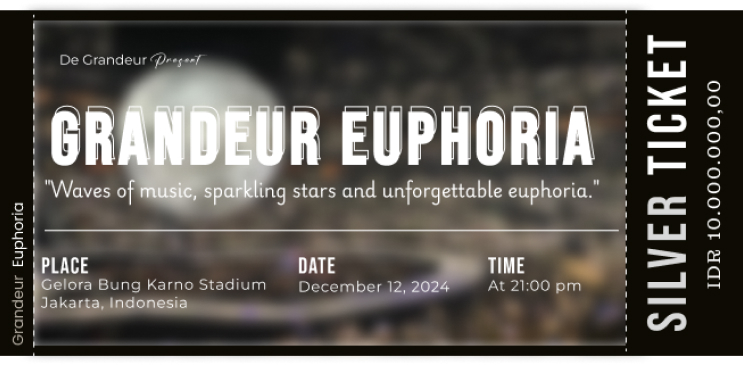 De Grandeur Present
GRANDEUR EUPHORIA
"Waves of music, sparkling stars and unforgettable euphoria."
PLACE
Gelora Bung Karno Stadium
Jakarta, Indonesia
DATE
December 12, 2024
TIME
At 21:00 pm
Grandeur Euphoria
SILVER TICKET
IDR 10.000.000,00